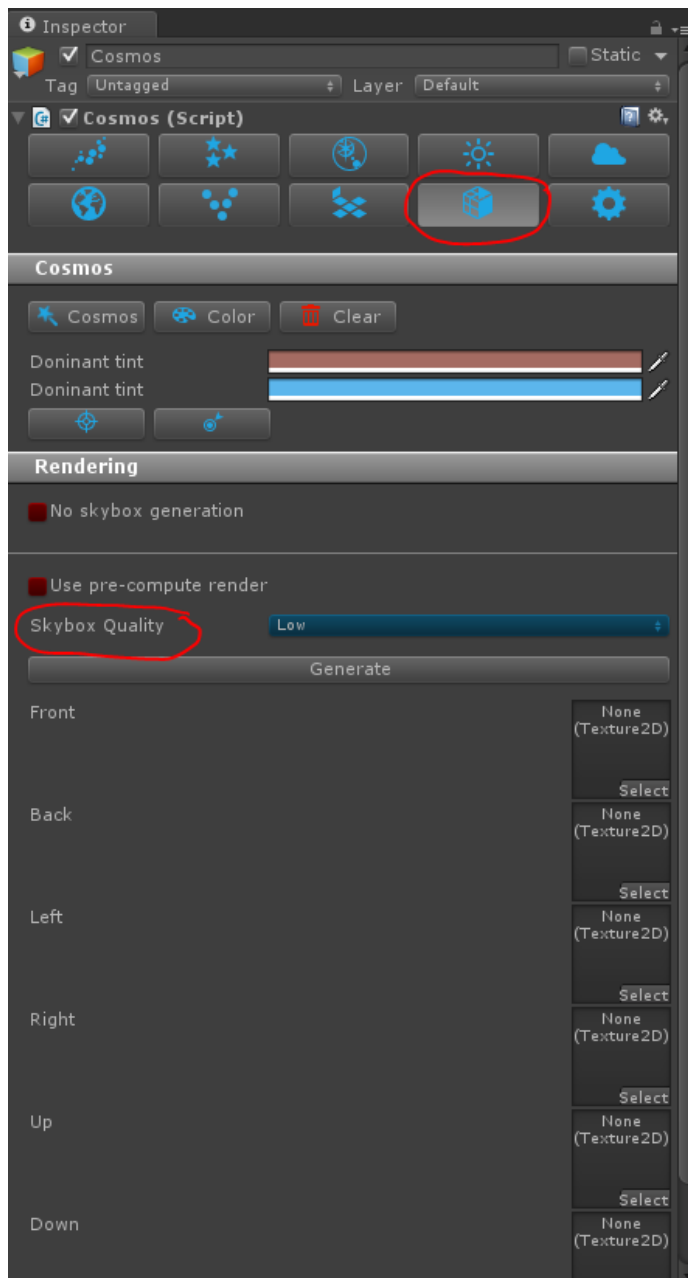 Inspector
Cosmos Static
Tag Untagged Layer Default
Cosmos (Script)
Cosmos
Cosmos Color Clear
Doninant tint
Doninant tint
Rendering
No skybox generation
Use pre-compute render
Skybox Quality Low
Generate
Front None
(Texture2D)
Select
Back None
(Texture2D)
Select
Left None
(Texture2D)
Select
Right None
(Texture2D)
Select
Up None
(Texture2D)
Select
Down None
(Texture2D)